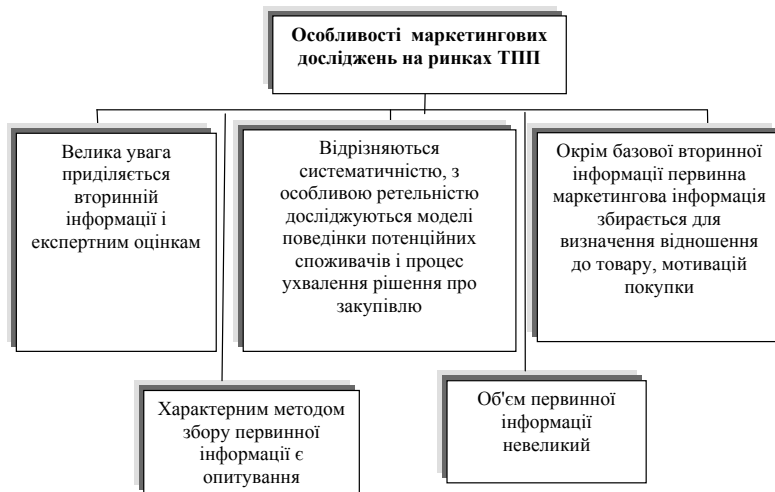 Особливості маркетингових
досліджень на ринках ТПП
Велика увага
приділяється
вторинній
інформації і
експертним оцінкам
Відрізняються
систематичністю, з
особливою ретельністю
досліджуються моделі
поведінки потенційних
споживачів і процес
ухвалення рішення про
закупівлю
Окрім базової вторинної
інформації первинна
маркетингова інформація
збирається для
визначення відношення
до товару, мотивацій
покупки
Характерним методом
збору первинної
інформації є
опитування
Об'єм первинної
інформації
невеликий